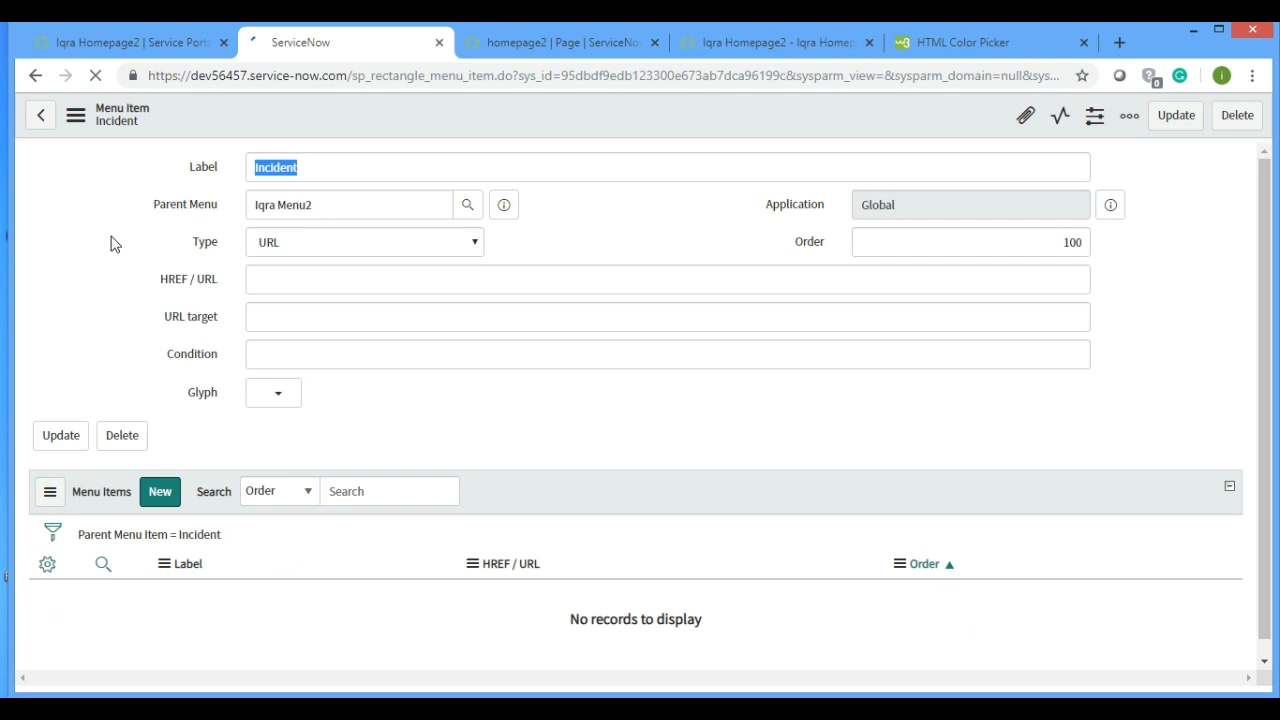 Iqra Homepage2 | Service Porta
ServiceNow
homepage2 | Page | ServiceNo
Iqra Homepage2 - Iqra Homep
HTML Color Picker
https://dev56457.service-now.com/sp_rectangle_menu_item.do?sys_id=95dbdf9edb123300e673ab7dca96199c&sysparm_view=&sysparm_domain=null&sys...
0
i
Menu Item
Incident
Update
Delete
Label
Incident
Parent Menu
Iqra Menu2
Application
Global
Type
URL
Order
100
HREF / URL
URL target
Condition
Glyph
Update
Delete
Menu Items
New
Search
Order
Search
Parent Menu Item = Incident
Label
HREF / URL
Order
No records to display